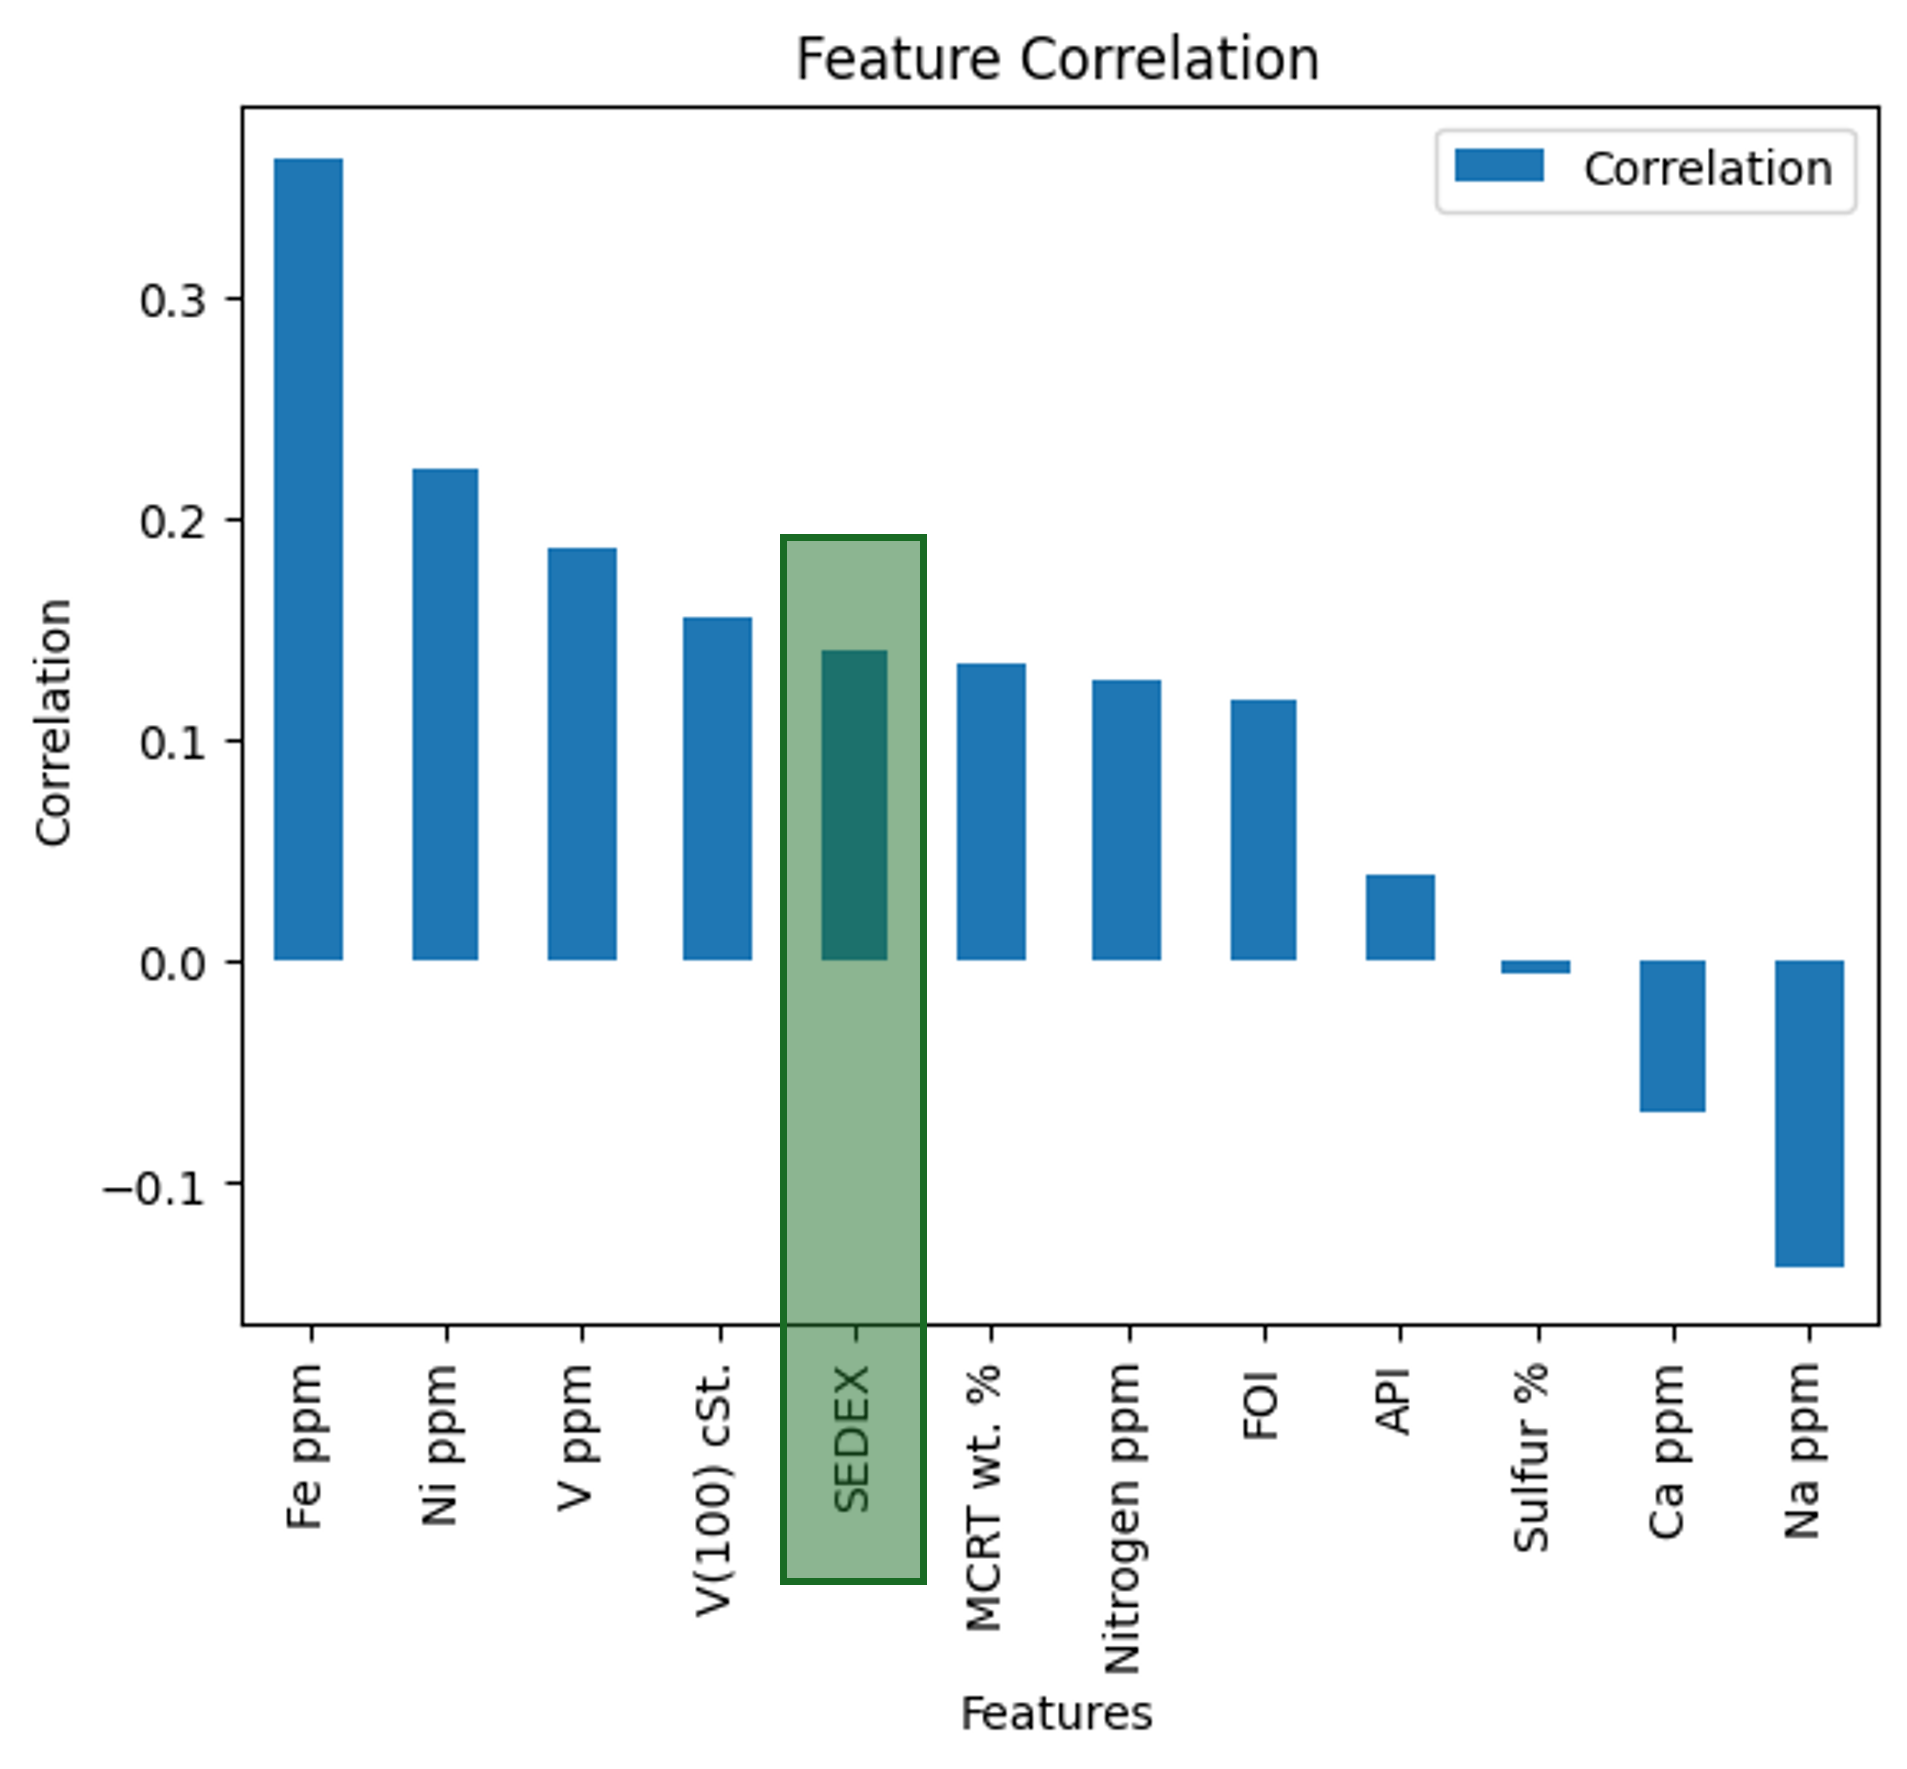 Feature Correlation
Correlation
0.3
0.2
0.1
0.0
−0.1
Correlation
Fe ppm
Ni ppm
V ppm
V(100) cSt.
SEDEX
MCRT wt. %
Nitrogen ppm
FOI
API
Sulfur %
Ca ppm
Na ppm
Features